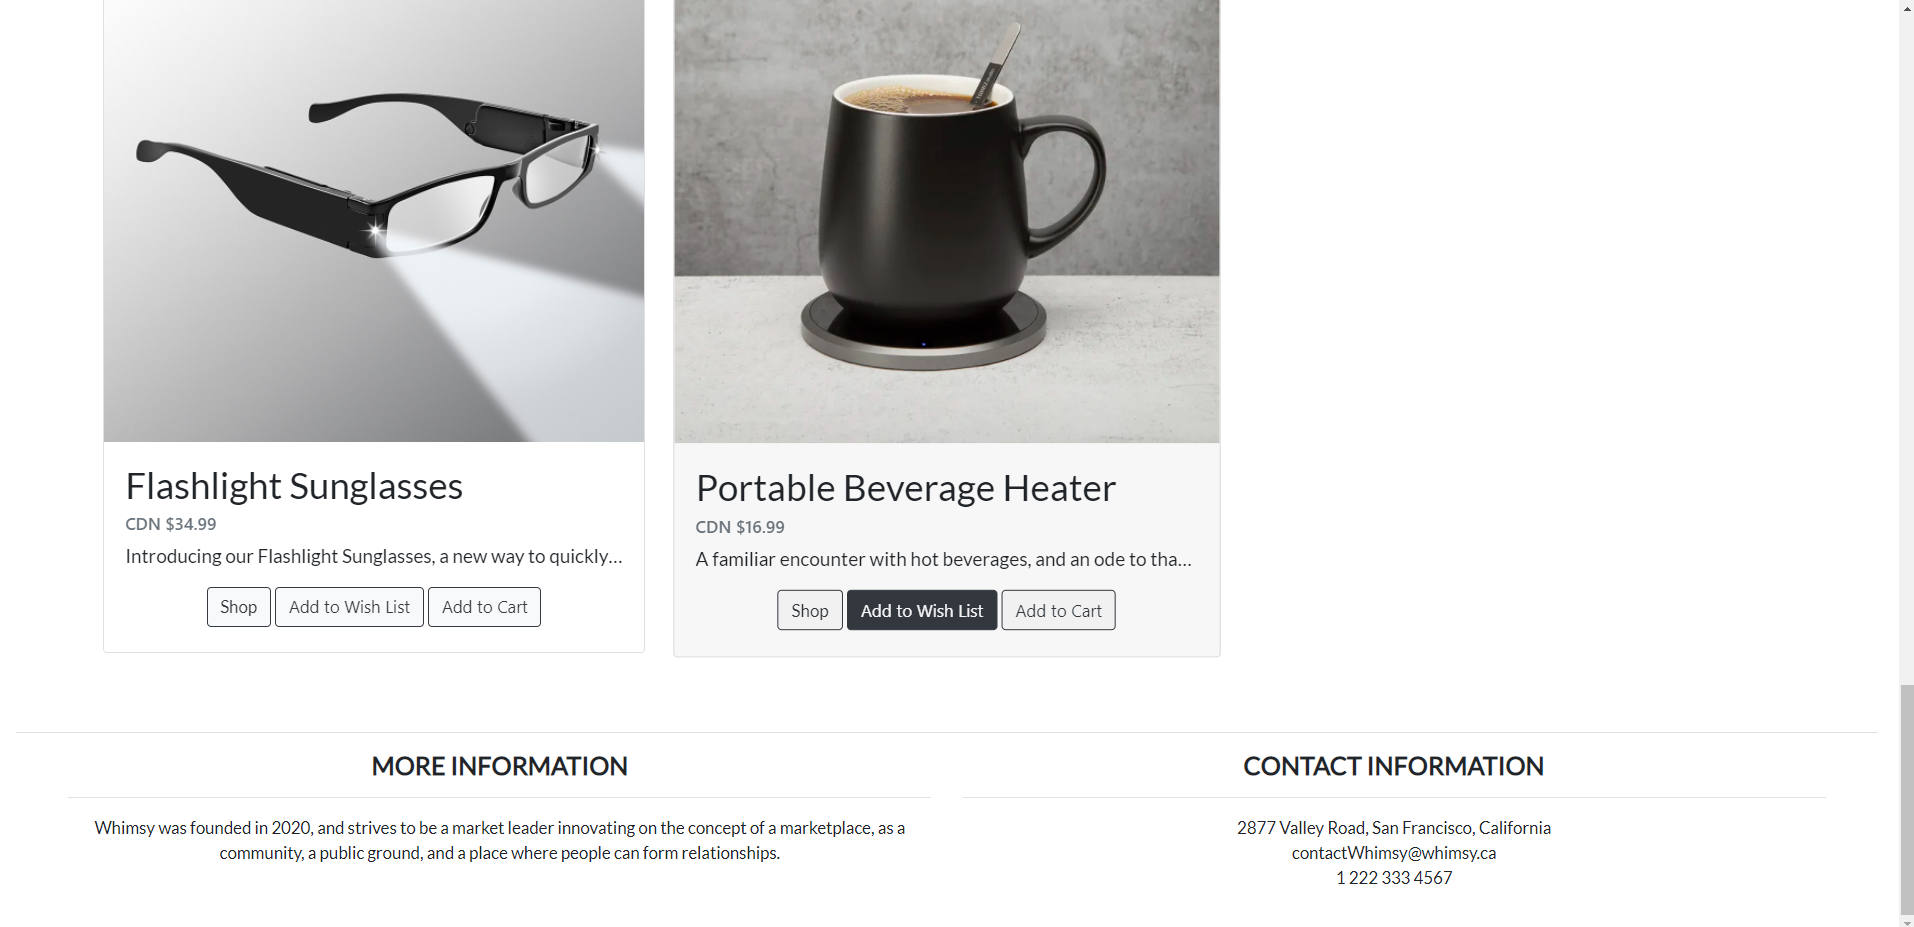 Flashlight Sunglasses
CDN $34.99
Introducing our Flashlight Sunglasses, a new way to quickly...
Shop
Add to Wish List
Add to Cart
Portable Beverage Heater
CDN $16.99
A familiar encounter with hot beverages, and an ode to tha...
Shop
Add to Wish List
Add to Cart
MORE INFORMATION
Whimsy was founded in 2020, and strives to be a market leader innovating on the concept of a marketplace, as a
community, a public ground, and a place where people can form relationships.
CONTACT INFORMATION
2877 Valley Road, San Francisco, California
contactWhimsy@whimsy.ca
1 222 333 4567